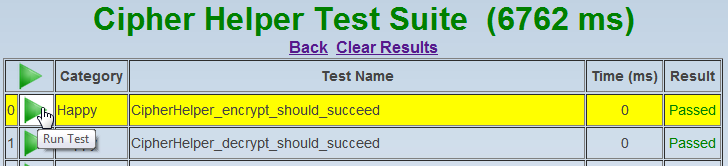 Cipher Helper Test Suite (6762 ms)
Back Clear Results
Category Test Name Time (ms) Result
0 Happy CipherHelper_encrypt_should_succeed 0 Passed
1 CipherHelper_decrypt_should_succeed 0 Passed
Run Test